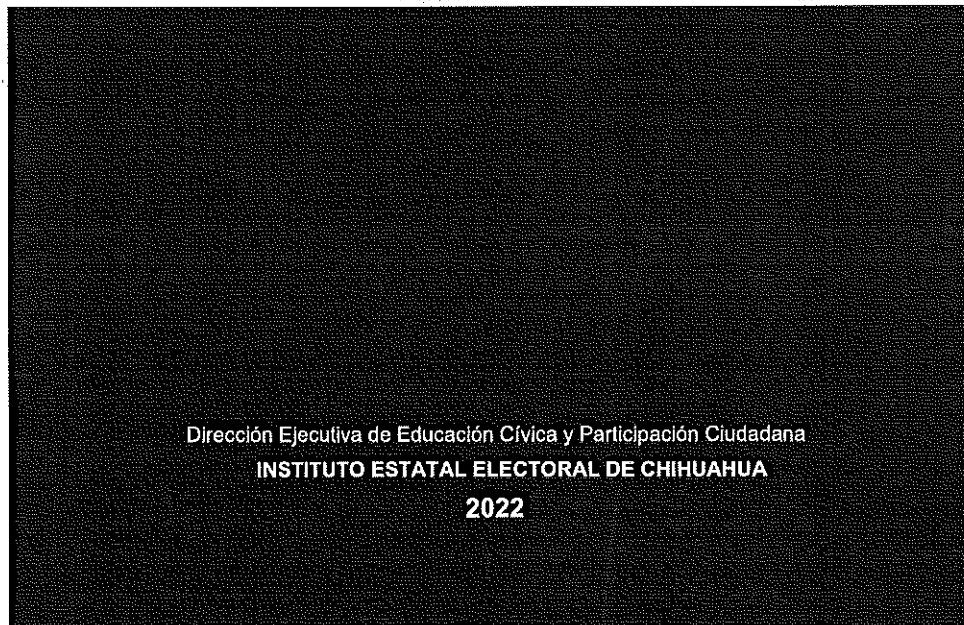 Dirección Ejecutiva de Educación Cívica y Participación Ciudadana
INSTITUTO ESTATAL ELECTORAL DE CHIHUAHUA
2022